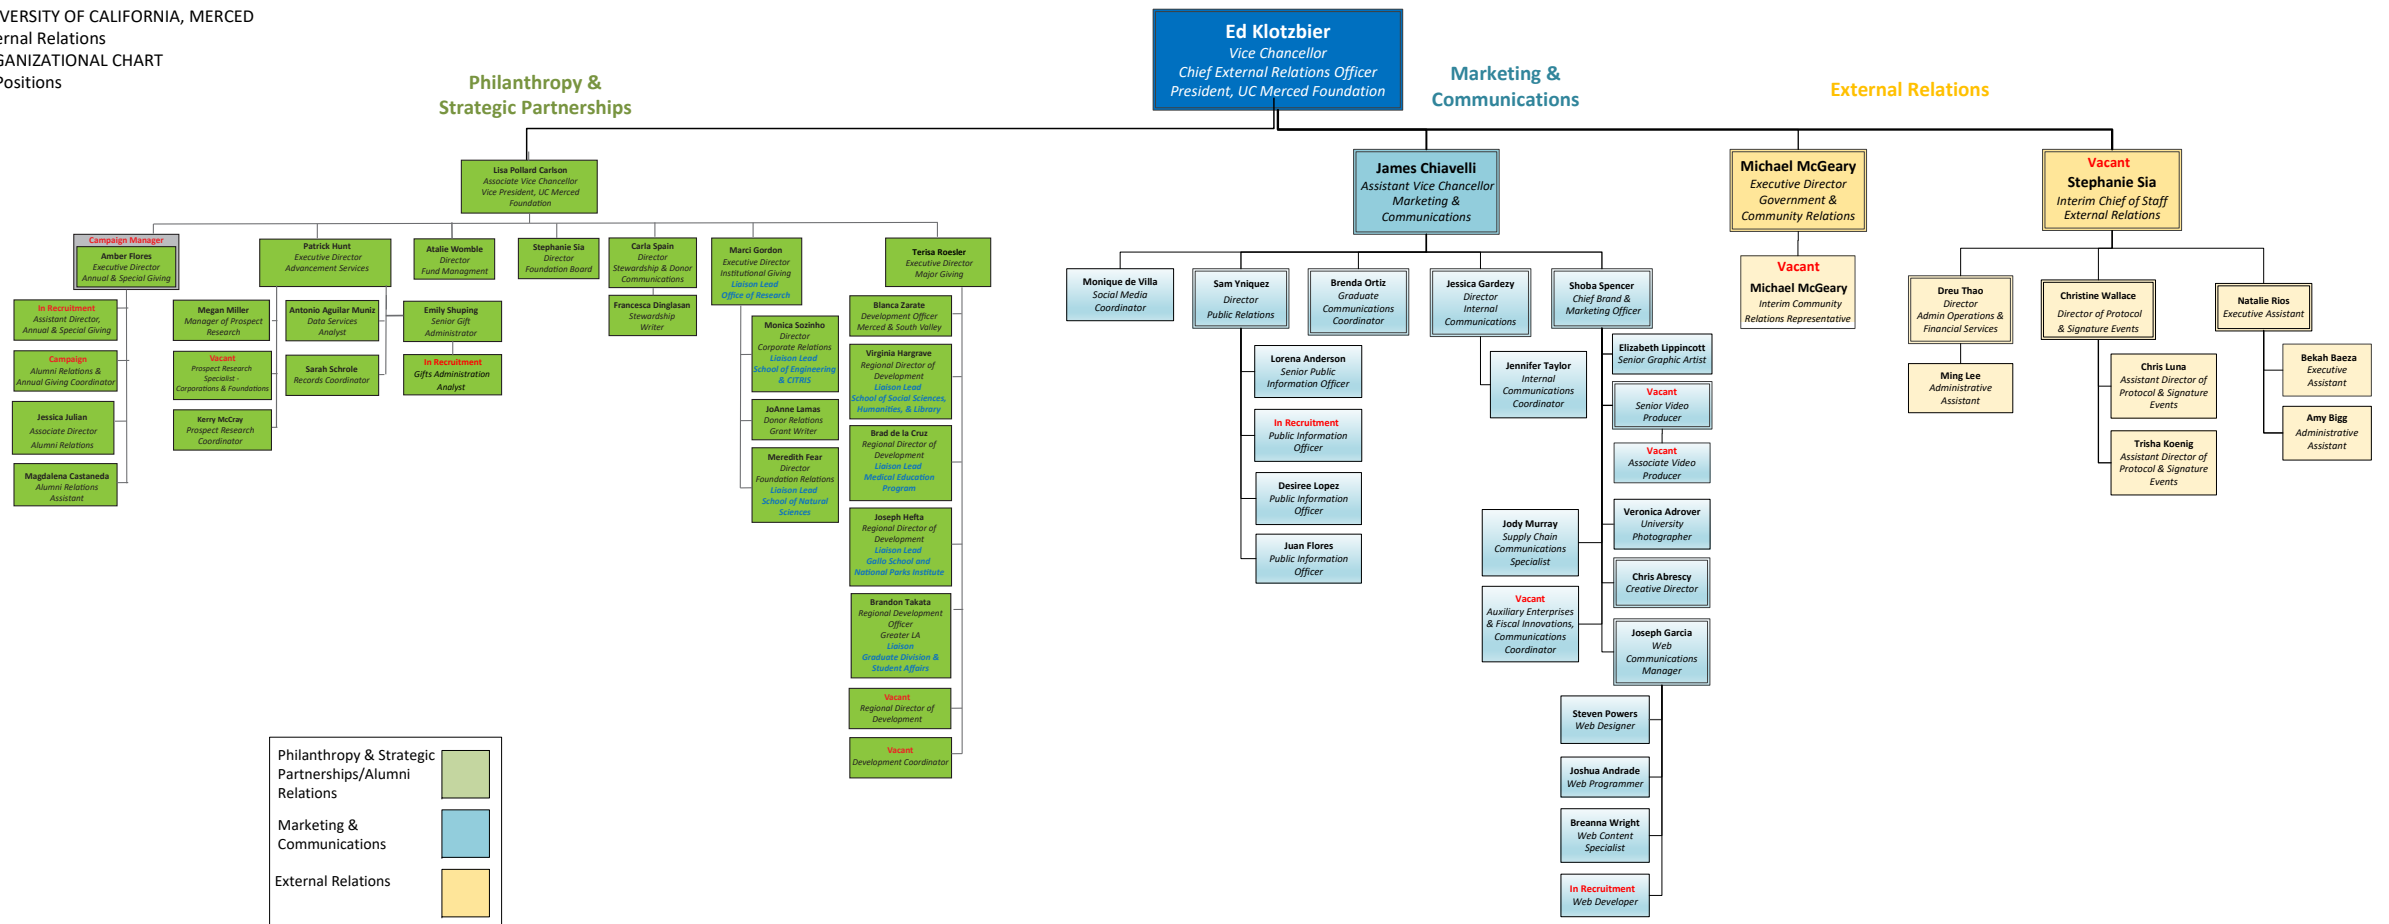 VERSITY OF CALIFORNIA, MERCED
ernal Relations
GANIZATIONAL CHART
Positions
Ed Klotzbier
Vice Chancellor
Chief External Relations Officer
President, UC Merced Foundation
Philanthropy &
Strategic Partnerships
Marketing &
Communications
External Relations
Lisa Pollard Carlson
Associate Vice Chancellor
Vice President, UC Merced
Foundation
Campaign Manager
Amber Flores
Executive Director
Annual & Special Giving
In Recruitment
Assistant Director,
Annual & Special Giving
Campaign
Alumni Relations &
Annual Giving Coordinator
Jessica Julian
Associate Director
Alumni Relations
Magdalena Castaneda
Alumni Relations
Assistant
Patrick Hunt
Executive Director
Advancement Services
Megan Miller
Manager of Prospect
Research
Vacant
Prospect Research
Specialist -
Corporations & Foundations
Kerry McCray
Prospect Research
Coordinator
Antonio Aguilar Muniz
Data Services
Analyst
Sarah Schrole
Records Coordinator
Emily Shuping
Senior Gift
Administrator
In Recruitment
Gifts Administration
Analyst
Atalie Womble
Director
Fund Managment
Stephanie Sia
Director
Foundation Board
Carla Spain
Director
Stewardship & Donor
Communications
Francesca Dinglasan
Stewardship
Writer
Marci Gordon
Executive Director
Institutional Giving
Liaison Lead
Office of Research
Monica Sozinho
Director
Corporate Relations
Liaison Lead
School of Engineering
& CITRIS
JoAnne Lamas
Donor Relations
Grant Writer
Meredith Fear
Director
Foundation Relations
Liaison Lead
School of Natural
Sciences
Terisa Roesler
Executive Director
Major Giving
Blanca Zarate
Development Officer
Merced & South Valley
Virginia Hargrave
Regional Director of
Development
Liaison Lead
School of Social Sciences,
Humanities, & Library
Brad de la Cruz
Regional Director of
Development
Liaison Lead
Medical Education
Program
Joseph Hefta
Regional Director of
Development
Liaison Lead
Gallo School and
National Parks Institute
Brandon Takata
Regional Development
Officer
Greater LA
Liaison
Graduate Division &
Student Affairs
Vacant
Regional Director of
Development
Vacant
Development Coordinator
James Chiavelli
Assistant Vice Chancellor
Marketing &
Communications
Monique de Villa
Social Media
Coordinator
Sam Yniquez
Director
Public Relations
Lorena Anderson
Senior Public
Information Officer
In Recruitment
Public Information
Officer
Desiree Lopez
Public Information
Officer
Juan Flores
Public Information
Officer
Brenda Ortiz
Graduate
Communications
Coordinator
Jessica Gardezy
Director
Internal
Communications
Jennifer Taylor
Internal
Communications
Coordinator
Shoba Spencer
Chief Brand &
Marketing Officer
Elizabeth Lippincott
Senior Graphic Artist
Vacant
Senior Video
Producer
Vacant
Associate Video
Producer
Jody Murray
Supply Chain
Communications
Specialist
Veronica Adrover
University
Photographer
Chris Abrescy
Creative Director
Vacant
Auxiliary Enterprises
& Fiscal Innovations,
Communications
Coordinator
Joseph Garcia
Web
Communications
Manager
Steven Powers
Web Designer
Joshua Andrade
Web Programmer
Breanna Wright
Web Content
Specialist
In Recruitment
Web Developer
Michael McGeary
Executive Director
Government &
Community Relations
Vacant
Michael McGeary
Interim Community
Relations Representative
Vacant
Stephanie Sia
Interim Chief of Staff
External Relations
Dreu Thao
Director
Admin Operations &
Financial Services
Ming Lee
Administrative
Assistant
Christine Wallace
Director of Protocol
& Signature Events
Chris Luna
Assistant Director of
Protocol & Signature
Events
Trisha Koenig
Assistant Director of
Protocol & Signature
Events
Natalie Rios
Executive Assistant
Bekah Baeza
Executive
Assistant
Amy Bigg
Administrative
Assistant
Philanthropy & Strategic
Partnerships/Alumni
Relations
Marketing &
Communications
External Relations